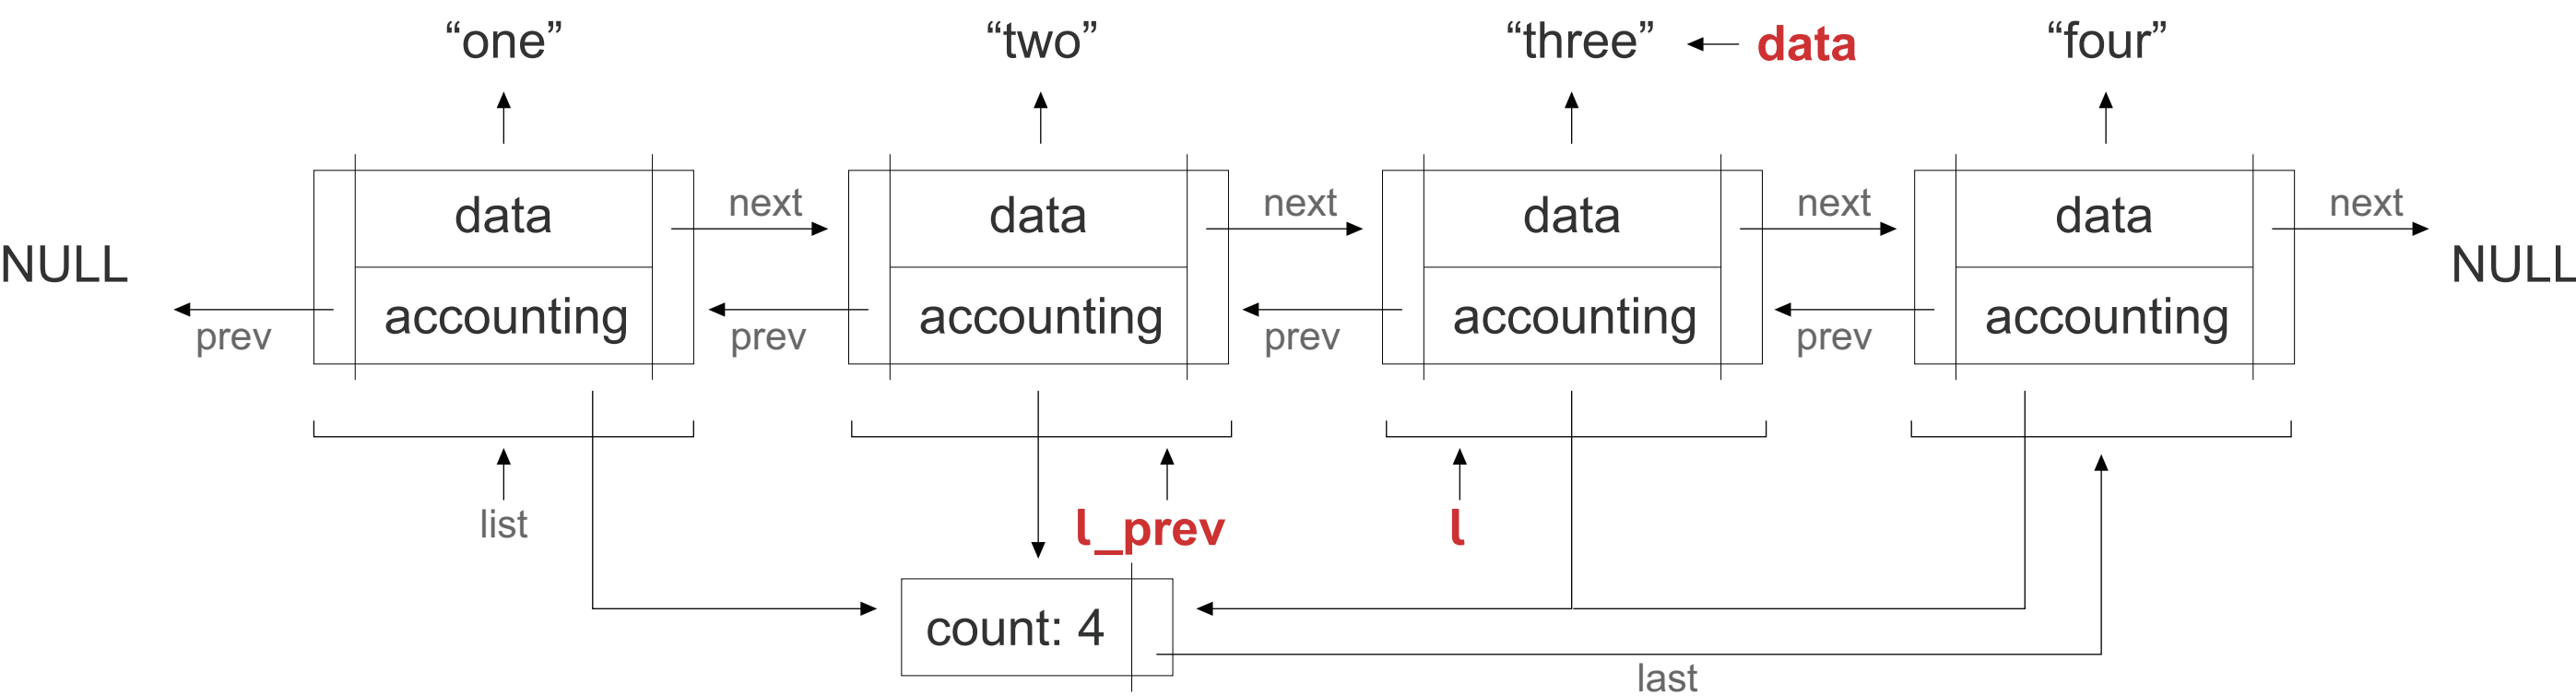 “one” “two” “three” data “four”
data next data next data next data next
NULL NULL
prev accounting prev accounting prev accounting prev accounting
list l_prev l
count: 4
last